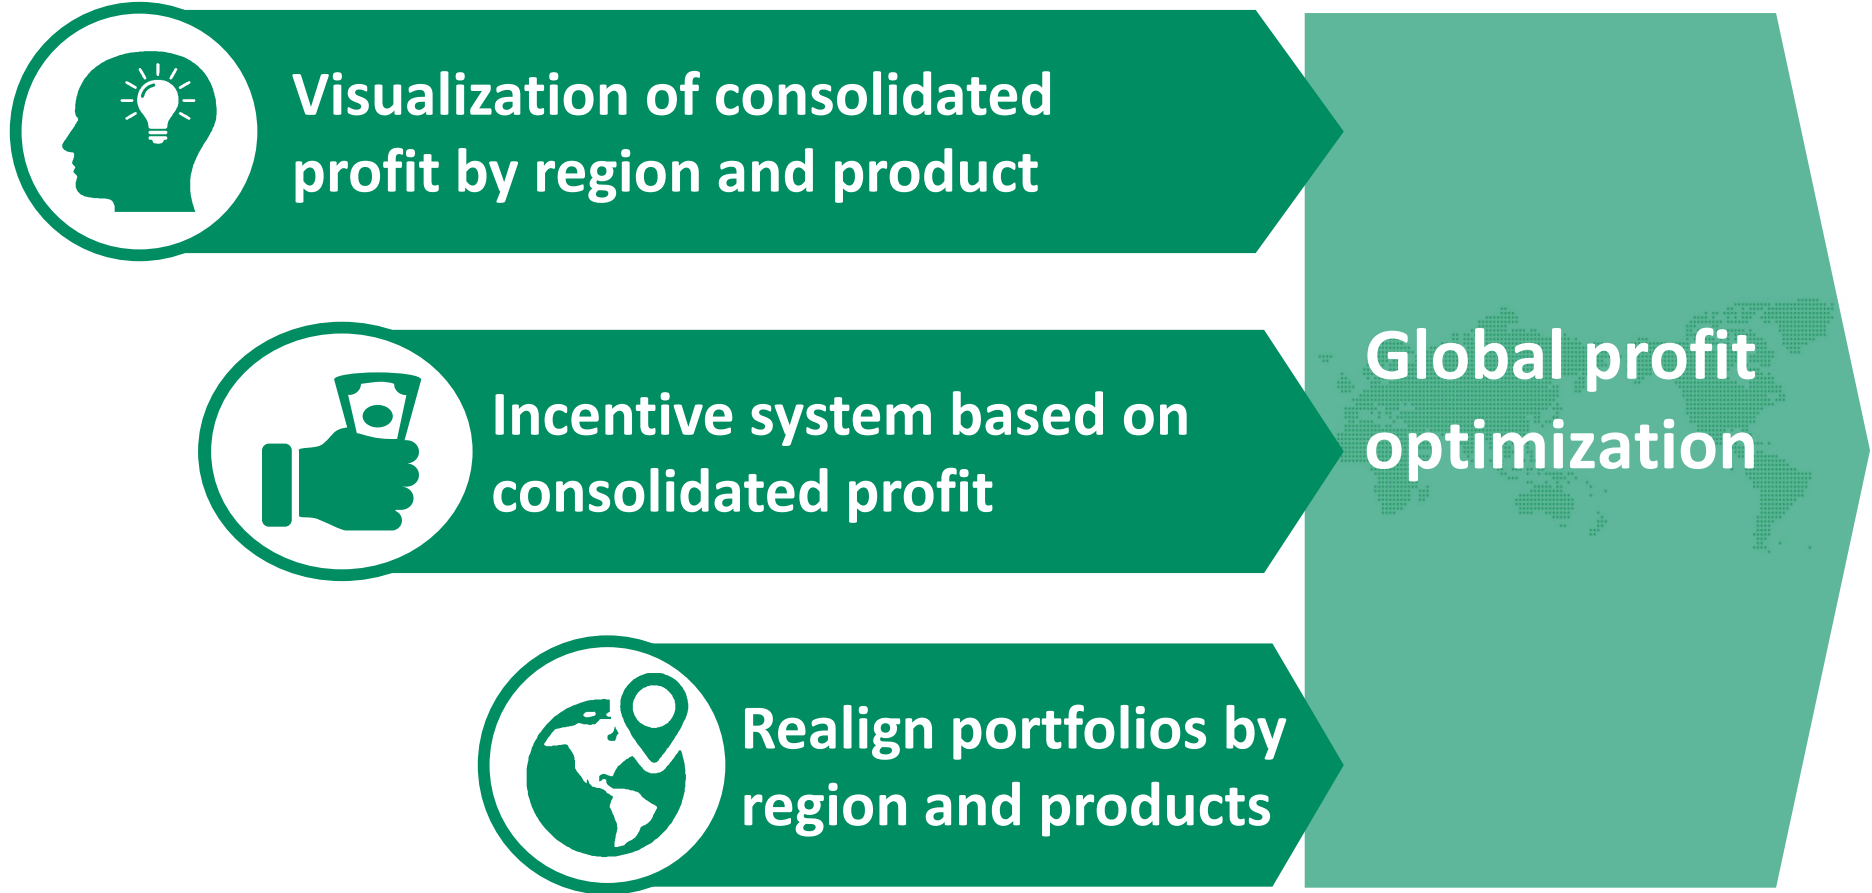 Visualization of consolidated
profit by region and product
Incentive system based on
consolidated profit
Realign portfolios by
region and products
Global profit
optimization